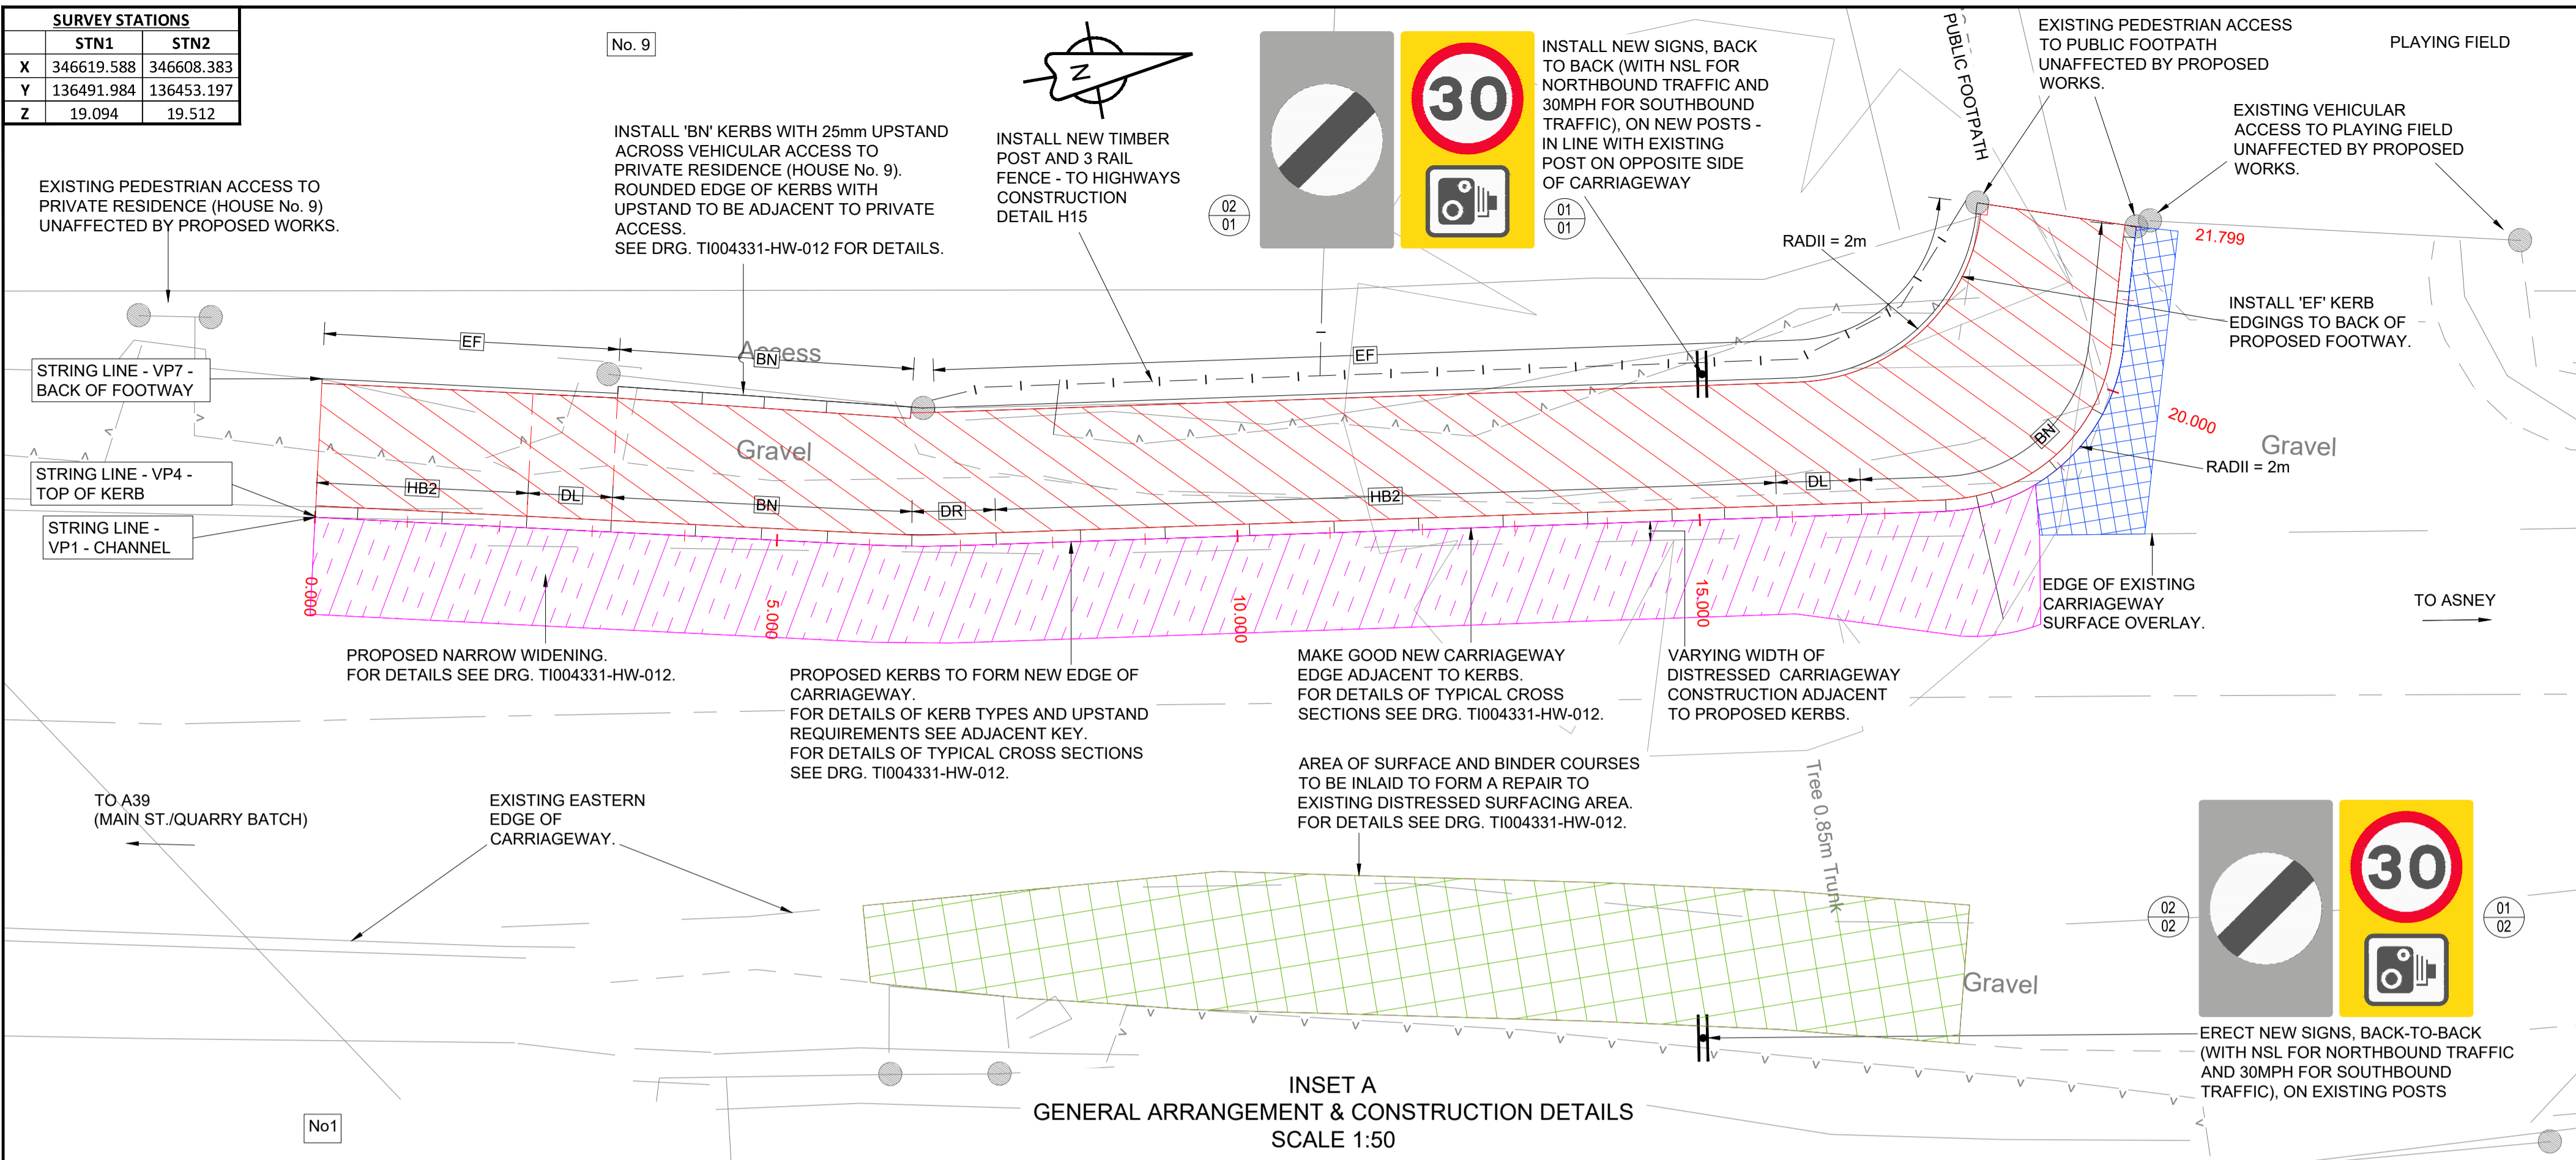 SURVEY STATIONS
STN1 STN2
X 346619.588 346608.383
Y 136491.984 136453.197
Z 19.094 19.512
No. 9
N
INSTALL 'BN' KERBS WITH 25mm UPSTAND
ACROSS VEHICULAR ACCESS TO
PRIVATE RESIDENCE (HOUSE No. 9).
ROUNDED EDGE OF KERBS WITH
UPSTAND TO BE ADJACENT TO PRIVATE
ACCESS.
SEE DRG. TI004331-HW-012 FOR DETAILS.
INSTALL NEW TIMBER
POST AND 3 RAIL
FENCE - TO HIGHWAYS
CONSTRUCTION
DETAIL H15
02
01
30
01
01
INSTALL NEW SIGNS, BACK
TO BACK (WITH NSL FOR
NORTHBOUND TRAFFIC AND
30MPH FOR SOUTHBOUND
TRAFFIC), ON NEW POSTS -
IN LINE WITH EXISTING
POST ON OPPOSITE SIDE
OF CARRIAGEWAY
PUBLIC FOOTPATH
EXISTING PEDESTRIAN ACCESS
TO PUBLIC FOOTPATH
UNAFFECTED BY PROPOSED
WORKS.
PLAYING FIELD
EXISTING VEHICULAR
ACCESS TO PLAYING FIELD
UNAFFECTED BY PROPOSED
WORKS.
EXISTING PEDESTRIAN ACCESS TO
PRIVATE RESIDENCE (HOUSE No. 9)
UNAFFECTED BY PROPOSED WORKS.
RADII = 2m
21.799
INSTALL 'EF' KERB
EDGINGS TO BACK OF
PROPOSED FOOTWAY.
EF
BN
Access
EF
STRING LINE - VP7 -
BACK OF FOOTWAY
20.000
BN
Gravel
RADII = 2m
Gravel
STRING LINE - VP4 -
TOP OF KERB
HB2
DL
BN
DR
HB2
DL
STRING LINE -
VP1 - CHANNEL
0.000
5.000
10.000
15.000
EDGE OF EXISTING
CARRIAGEWAY
SURFACE OVERLAY.
TO ASNEY
PROPOSED NARROW WIDENING.
FOR DETAILS SEE DRG. TI004331-HW-012.
PROPOSED KERBS TO FORM NEW EDGE OF
CARRIAGEWAY.
FOR DETAILS OF KERB TYPES AND UPSTAND
REQUIREMENTS SEE ADJACENT KEY.
FOR DETAILS OF TYPICAL CROSS SECTIONS
SEE DRG. TI004331-HW-012.
MAKE GOOD NEW CARRIAGEWAY
EDGE ADJACENT TO KERBS.
FOR DETAILS OF TYPICAL CROSS
SECTIONS SEE DRG. TI004331-HW-012.
VARYING WIDTH OF
DISTRESSED CARRIAGEWAY
CONSTRUCTION ADJACENT
TO PROPOSED KERBS.
AREA OF SURFACE AND BINDER COURSES
TO BE INLAID TO FORM A REPAIR TO
EXISTING DISTRESSED SURFACING AREA.
FOR DETAILS SEE DRG. TI004331-HW-012.
Tree 0.85m Trunk
TO A39
(MAIN ST./QUARRY BATCH)
EXISTING EASTERN
EDGE OF
CARRIAGEWAY.
02
02
30
01
02
Gravel
ERECT NEW SIGNS, BACK-TO-BACK
(WITH NSL FOR NORTHBOUND TRAFFIC
AND 30MPH FOR SOUTHBOUND
TRAFFIC), ON EXISTING POSTS
No1
INSET A
GENERAL ARRANGEMENT & CONSTRUCTION DETAILS
SCALE 1:50